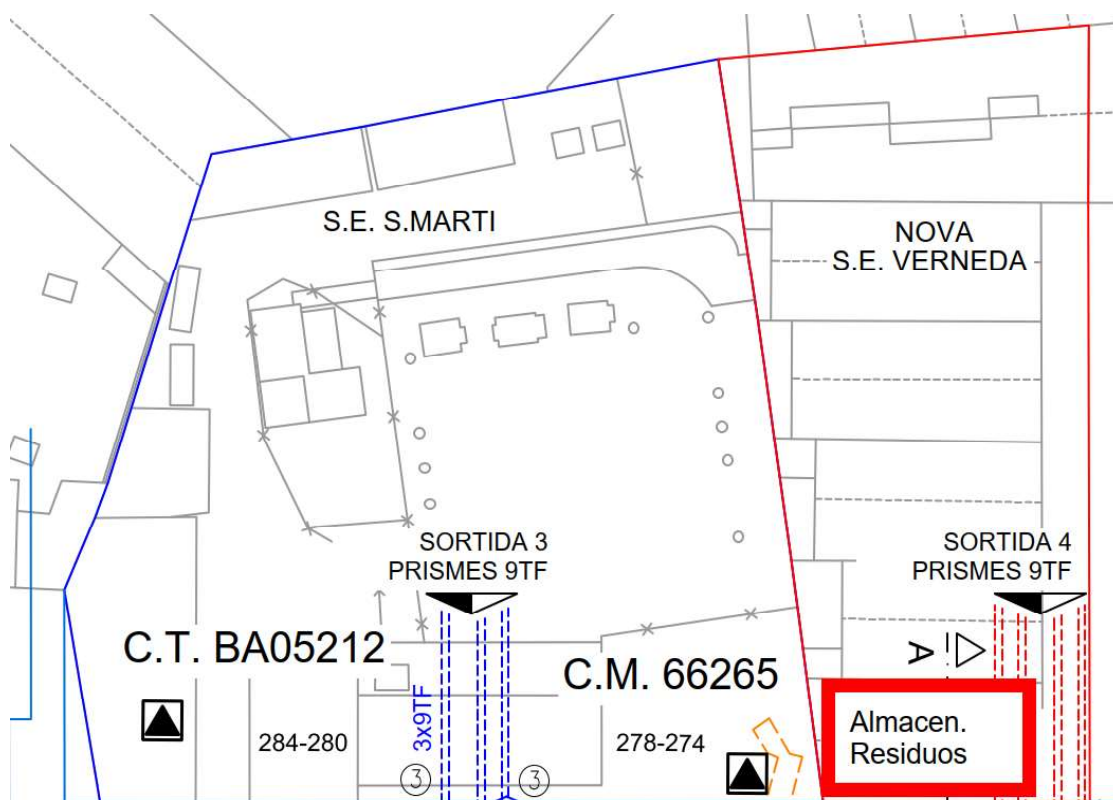 S.E. S.MARTI
NOVA
S.E. VERNEDA
SORTIDA 3
PRISMES 9TF
SORTIDA 4
PRISMES 9TF
C.T. BA05212
C.M. 66265
A
3x9TF
284-280
278-274
Almacen.
Residuos
3
3